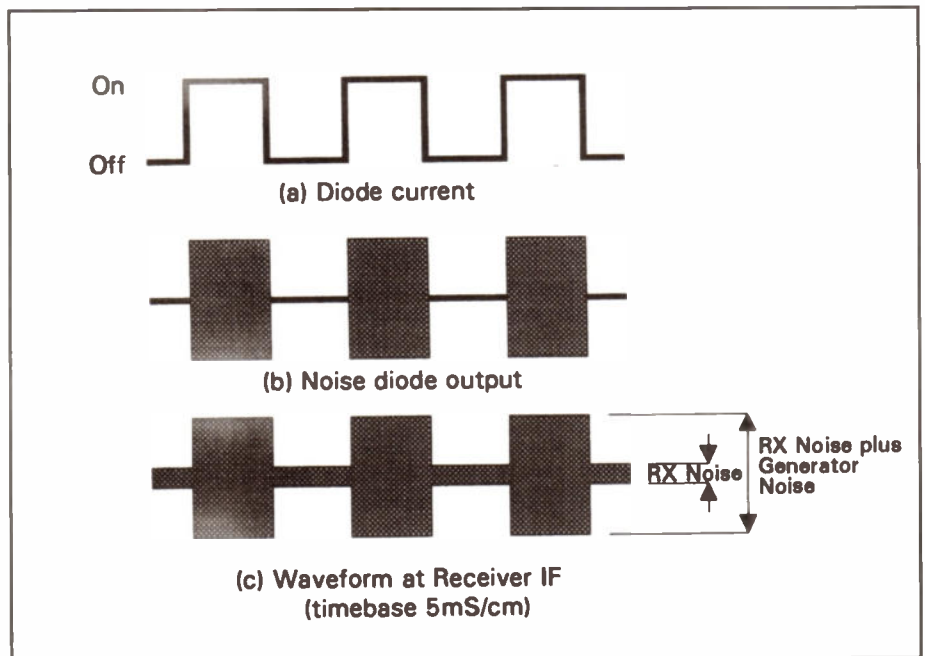 On
Off
(a) Diode current
(b) Noise diode output
RX Noise
RX Noise plus
Generator
Noise
(c) Waveform at Receiver IF
(timebase 5mS/cm)